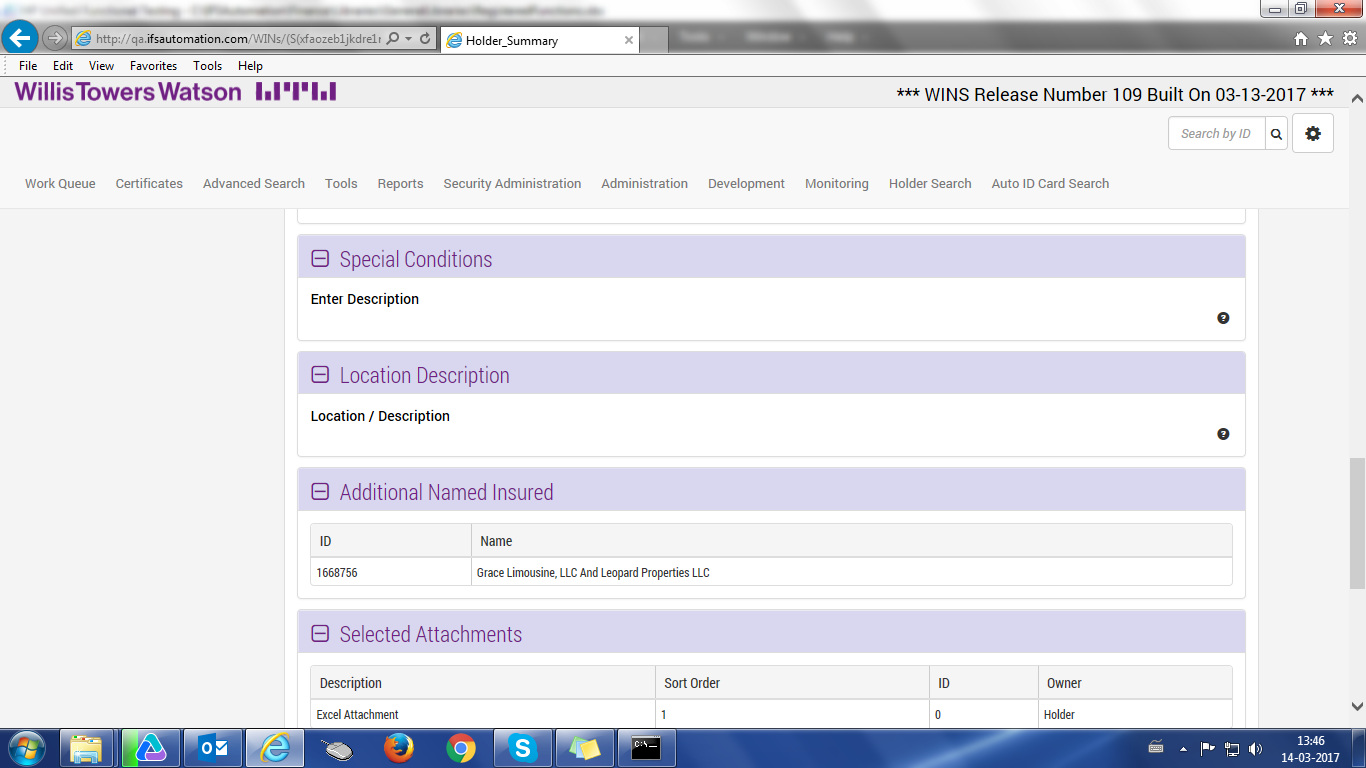 http://qa.ifsautomation.com/WINs/(S(xfaozeb1jkdre1r
Holder_Summary
File Edit View Favorites Tools Help
Willis Towers Watson
*** WINS Release Number 109 Built On 03-13-2017 ***
Search by ID
Work Queue Certificates Advanced Search Tools Reports Security Administration Administration Development Monitoring Holder Search Auto ID Card Search
Special Conditions
Enter Description
Location Description
Location / Description
Additional Named Insured
ID Name
1668756 Grace Limousine, LLC And Leopard Properties LLC
Selected Attachments
Description Sort Order ID Owner
Excel Attachment 1 0 Holder
13:46
14-03-2017